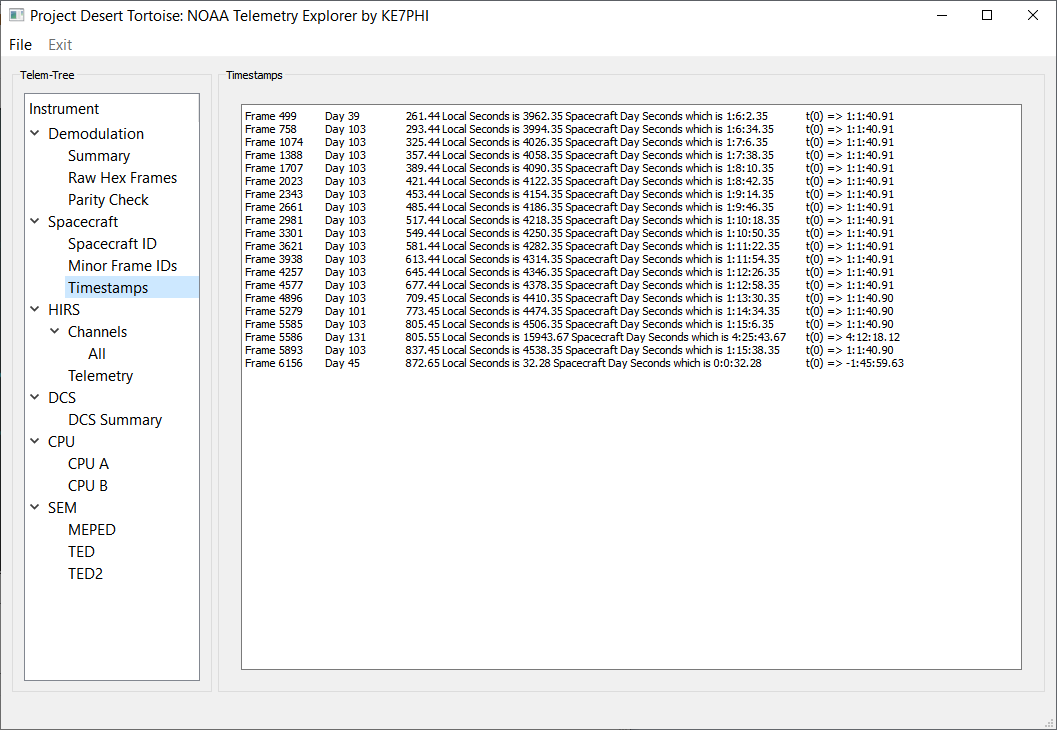 Project Desert Tortoise: NOAA Telemetry Explorer by KE7PHI
File Exit
Telem-Tree
Instrument
Demodulation
Summary
Raw Hex Frames
Parity Check
Spacecraft
Spacecraft ID
Minor Frame IDs
Timestamps
HIRS
Channels
All
Telemetry
DCS
DCS Summary
CPU
CPU A
CPU B
SEM
MEPED
TED
TED2
Timestamps
Frame 499 Day 39 261.44 Local Seconds is 3962.35 Spacecraft Day Seconds which is 1:6:2.35 t(0) => 1:1:40.91
Frame 758 Day 103 293.44 Local Seconds is 3994.35 Spacecraft Day Seconds which is 1:6:34.35 t(0) => 1:1:40.91
Frame 1074 Day 103 325.44 Local Seconds is 4026.35 Spacecraft Day Seconds which is 1:7:6.35 t(0) => 1:1:40.91
Frame 1388 Day 103 357.44 Local Seconds is 4058.35 Spacecraft Day Seconds which is 1:7:38.35 t(0) => 1:1:40.91
Frame 1707 Day 103 389.44 Local Seconds is 4090.35 Spacecraft Day Seconds which is 1:8:10.35 t(0) => 1:1:40.91
Frame 2023 Day 103 421.44 Local Seconds is 4122.35 Spacecraft Day Seconds which is 1:8:42.35 t(0) => 1:1:40.91
Frame 2343 Day 103 453.44 Local Seconds is 4154.35 Spacecraft Day Seconds which is 1:9:14.35 t(0) => 1:1:40.91
Frame 2661 Day 103 485.44 Local Seconds is 4186.35 Spacecraft Day Seconds which is 1:9:46.35 t(0) => 1:1:40.91
Frame 2981 Day 103 517.44 Local Seconds is 4218.35 Spacecraft Day Seconds which is 1:10:18.35 t(0) => 1:1:40.91
Frame 3301 Day 103 549.44 Local Seconds is 4250.35 Spacecraft Day Seconds which is 1:10:50.35 t(0) => 1:1:40.91
Frame 3621 Day 103 581.44 Local Seconds is 4282.35 Spacecraft Day Seconds which is 1:11:22.35 t(0) => 1:1:40.91
Frame 3938 Day 103 613.44 Local Seconds is 4314.35 Spacecraft Day Seconds which is 1:11:54.35 t(0) => 1:1:40.91
Frame 4257 Day 103 645.44 Local Seconds is 4346.35 Spacecraft Day Seconds which is 1:12:26.35 t(0) => 1:1:40.91
Frame 4577 Day 103 677.44 Local Seconds is 4378.35 Spacecraft Day Seconds which is 1:12:58.35 t(0) => 1:1:40.91
Frame 4896 Day 103 709.45 Local Seconds is 4410.35 Spacecraft Day Seconds which is 1:13:30.35 t(0) => 1:1:40.90
Frame 5279 Day 101 773.45 Local Seconds is 4474.35 Spacecraft Day Seconds which is 1:14:34.35 t(0) => 1:1:40.90
Frame 5585 Day 103 805.45 Local Seconds is 4506.35 Spacecraft Day Seconds which is 1:15:6.35 t(0) => 1:1:40.90
Frame 5586 Day 131 805.55 Local Seconds is 15943.67 Spacecraft Day Seconds which is 4:25:43.67 t(0) => 4:12:18.12
Frame 5893 Day 103 837.45 Local Seconds is 4538.35 Spacecraft Day Seconds which is 1:15:38.35 t(0) => 1:1:40.90
Frame 6156 Day 45 872.65 Local Seconds is 32.28 Spacecraft Day Seconds which is 0:0:32.28 t(0) => -1:45:59.63